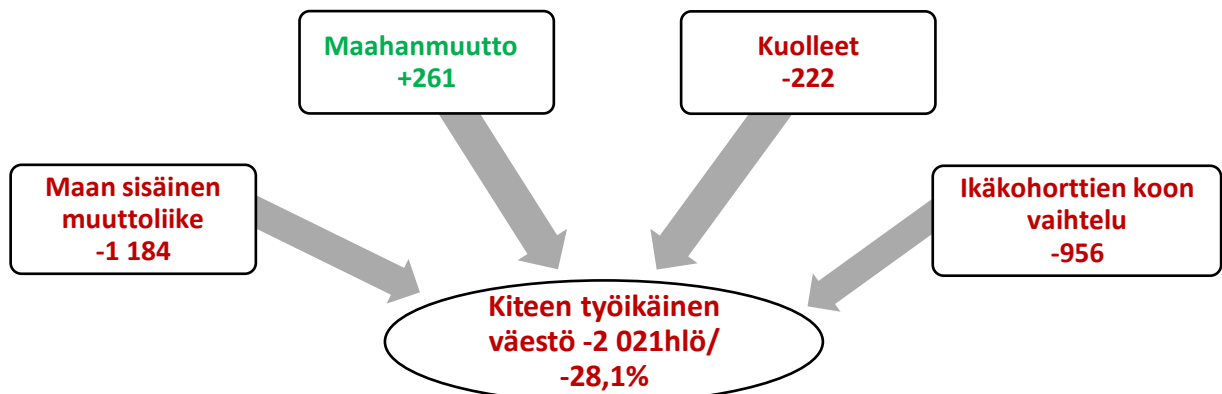 Maahanmuutto
+261
Kuolleet
-222
Maan sisäinen
muuttoliike
-1 184
Ikäkohorttien koon
vaihtelu
-956
Kiteen työikäinen
väestö -2 021hlö/
-28,1%